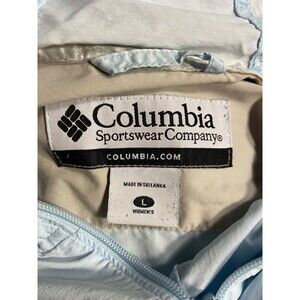 Columbia
Sportswear Company®
COLUMBIA.COM
MADE IN SRI LANKA
L
WOMEN'S